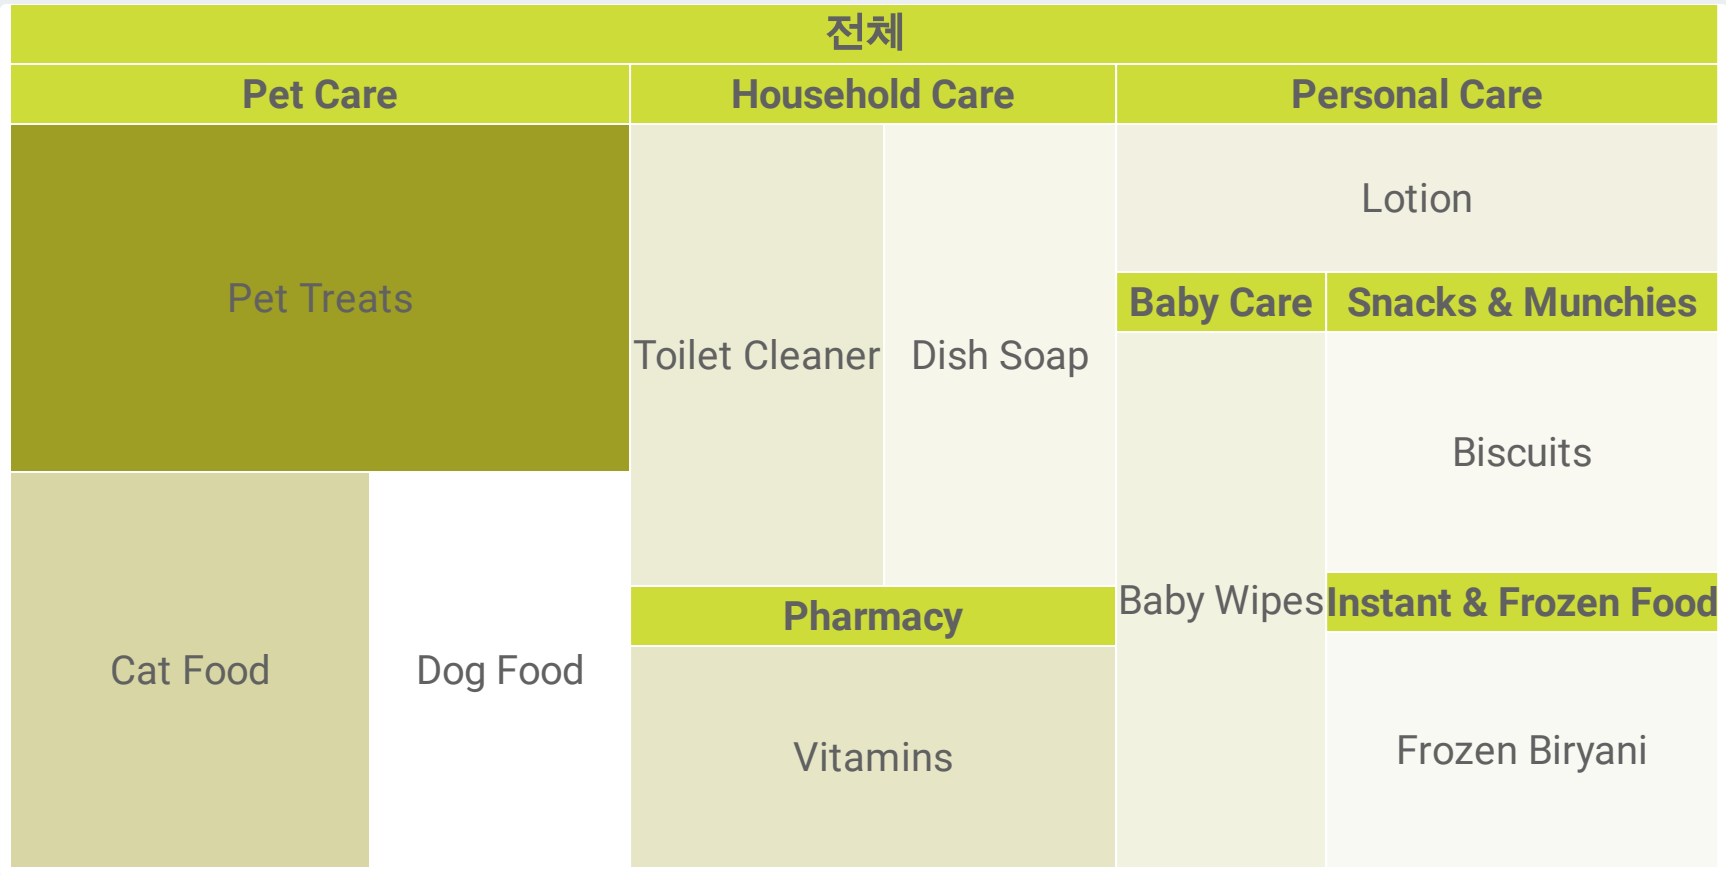 전체
Pet Care
Household Care
Personal Care
Pet Treats
Cat Food
Dog Food
Toilet Cleaner
Dish Soap
Pharmacy
Vitamins
Lotion
Baby Care
Baby Wipes
Snacks & Munchies
Biscuits
Instant & Frozen Food
Frozen Biryani